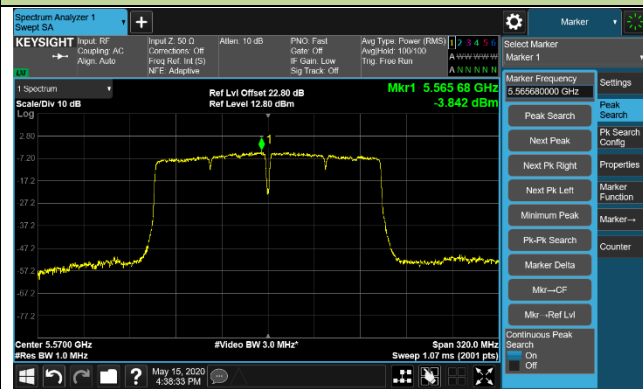 Spectrum Analyzer 1
Swept SA
Marker
KEYSIGHT
Input: RF
Coupling: AC
Align: Auto
Input Z: 50 Ω
Corrections: Off
Freq Ref: Int (S)
NFE: Adaptive
Atten: 10 dB
PNO: Fast
Gate: Off
IF Gain: Low
Sig Track: Off
Avg Type: Power (RMS)
Avg|Hold: 100/100
Trig: Free Run
1 2 3 4 5 6
A W W W W W
A N N N N N
LXI
Select Marker
Marker 1
1 Spectrum
Scale/Div 10 dB
Log
Ref Lvl Offset 22.80 dB
Ref Level 12.80 dBm
Mkr1 5.565 68 GHz
-3.842 dBm
1
2.80
-7.20
-17.2
-27.2
-37.2
-47.2
-57.2
-67.2
-77.2
Center 5.5700 GHz
#Res BW 1.0 MHz
#Video BW 3.0 MHz*
Span 320.0 MHz
Sweep 1.07 ms (2001 pts)
Marker Frequency
5.565680000 GHz
Peak Search
Next Peak
Next Pk Right
Next Pk Left
Minimum Peak
Pk-Pk Search
Marker Delta
Mkr→CF
Mkr→Ref Lvl
Continuous Peak
Search
On
Off
Settings
Peak
Search
Pk Search
Config
Properties
Marker
Function
Marker→
Counter
?
May 15, 2020
4:38:33 PM